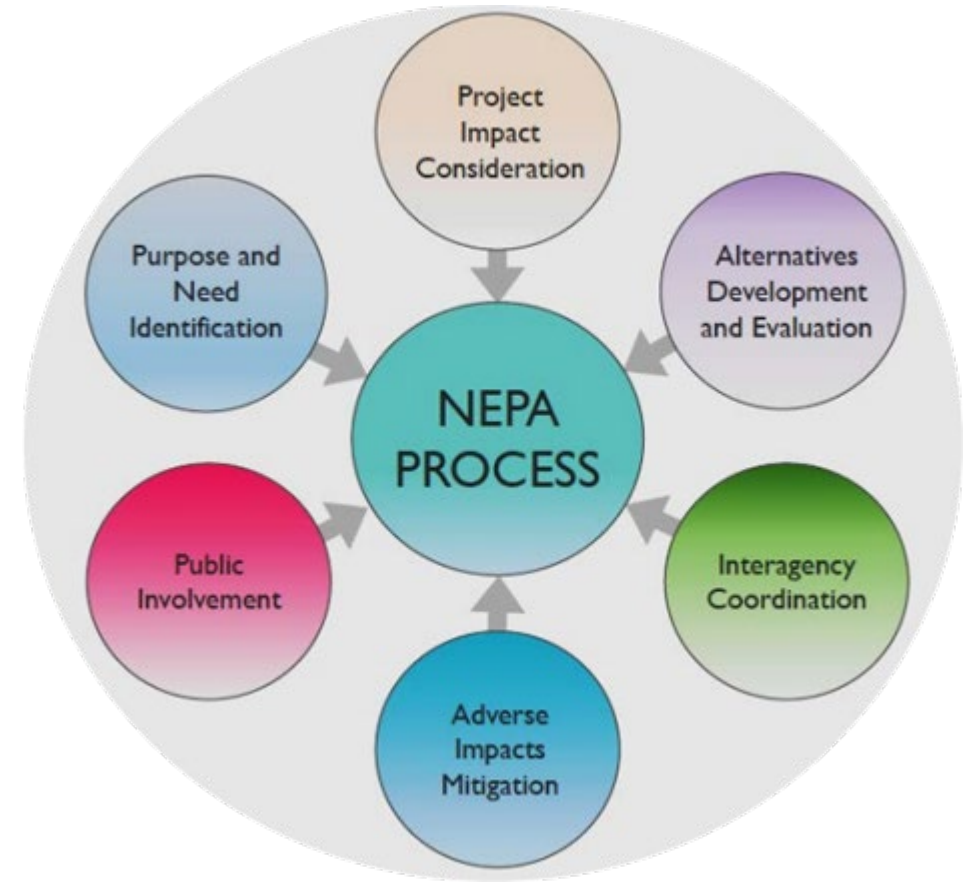 Project
Impact
Consideration
Purpose and
Need
Identification
Alternatives
Development
and Evaluation
NEPA
PROCESS
Public
Involvement
Interagency
Coordination
Adverse
Impacts
Mitigation